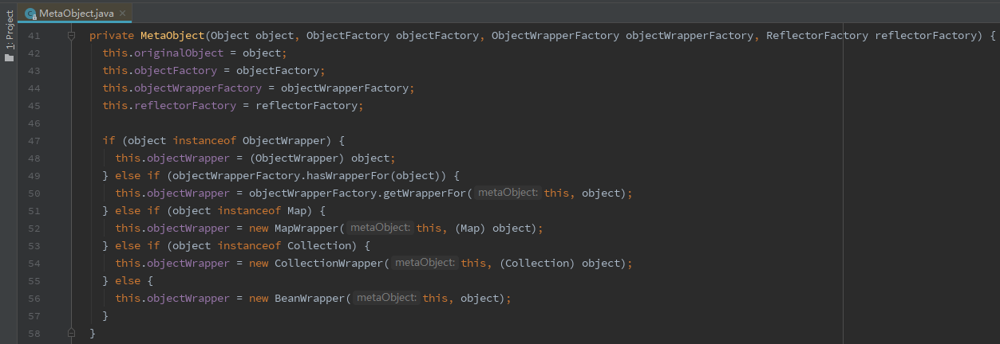 MetaObject.java
1: Project
41 private MetaObject(Object object, ObjectFactory objectFactory, ObjectWrapperFactory objectWrapperFactory, ReflectorFactory reflectorFactory) {
42 this.originalObject = object;
43 this.objectFactory = objectFactory;
44 this.objectWrapperFactory = objectWrapperFactory;
45 this.reflectorFactory = reflectorFactory;
46
47 if (object instanceof ObjectWrapper) {
48 this.objectWrapper = (ObjectWrapper) object;
49 } else if (objectWrapperFactory.hasWrapperFor(object)) {
50 this.objectWrapper = objectWrapperFactory.getWrapperFor( metaObject: this, object);
51 } else if (object instanceof Map) {
52 this.objectWrapper = new MapWrapper( metaObject: this, (Map) object);
53 } else if (object instanceof Collection) {
54 this.objectWrapper = new CollectionWrapper( metaObject: this, (Collection) object);
55 } else {
56 this.objectWrapper = new BeanWrapper( metaObject: this, object);
57 }
58 }